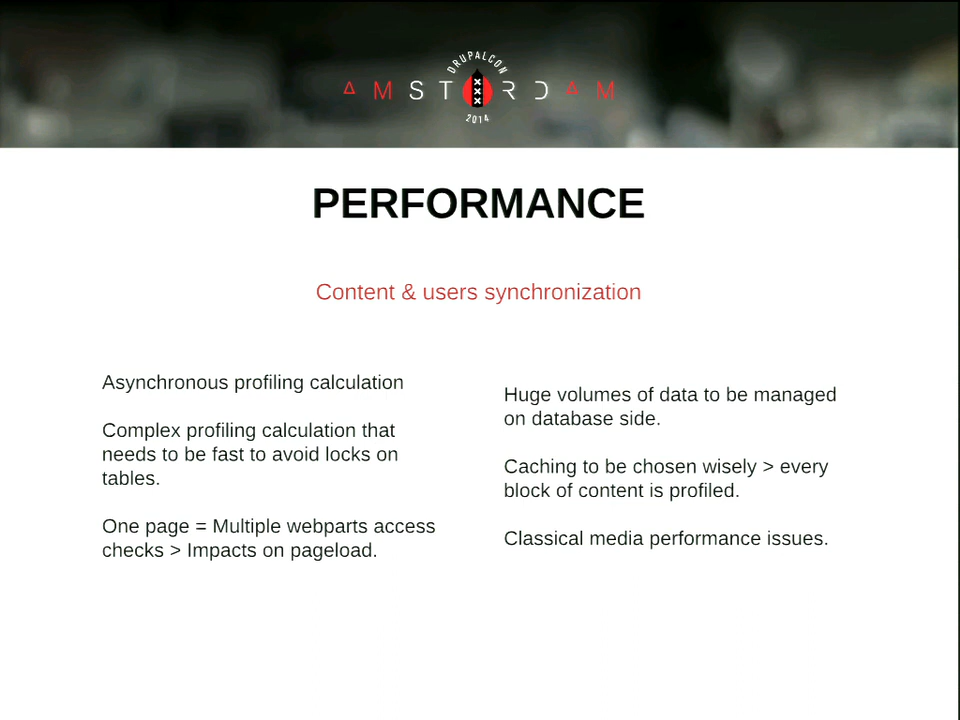 DRUPALCON
AMSTERDAM
2014
PERFORMANCE
Content & users synchronization
Asynchronous profiling calculation
Complex profiling calculation that
needs to be fast to avoid locks on
tables.
One page = Multiple webparts access
checks > Impacts on pageload.
Huge volumes of data to be managed
on database side.
Caching to be chosen wisely > every
block of content is profiled.
Classical media performance issues.